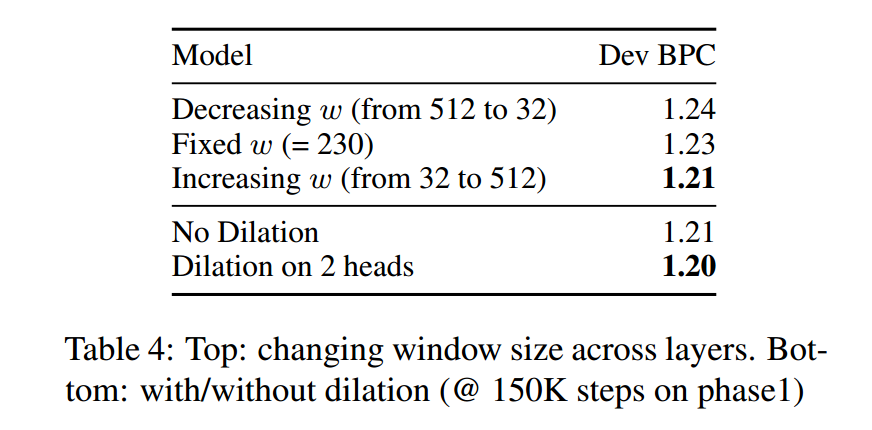 Model Dev BPC
Decreasing w (from 512 to 32) 1.24
Fixed w (= 230) 1.23
Increasing w (from 32 to 512) 1.21
No Dilation 1.21
Dilation on 2 heads 1.20
Table 4: Top: changing window size across layers. Bot-
tom: with/without dilation (@ 150K steps on phase1)